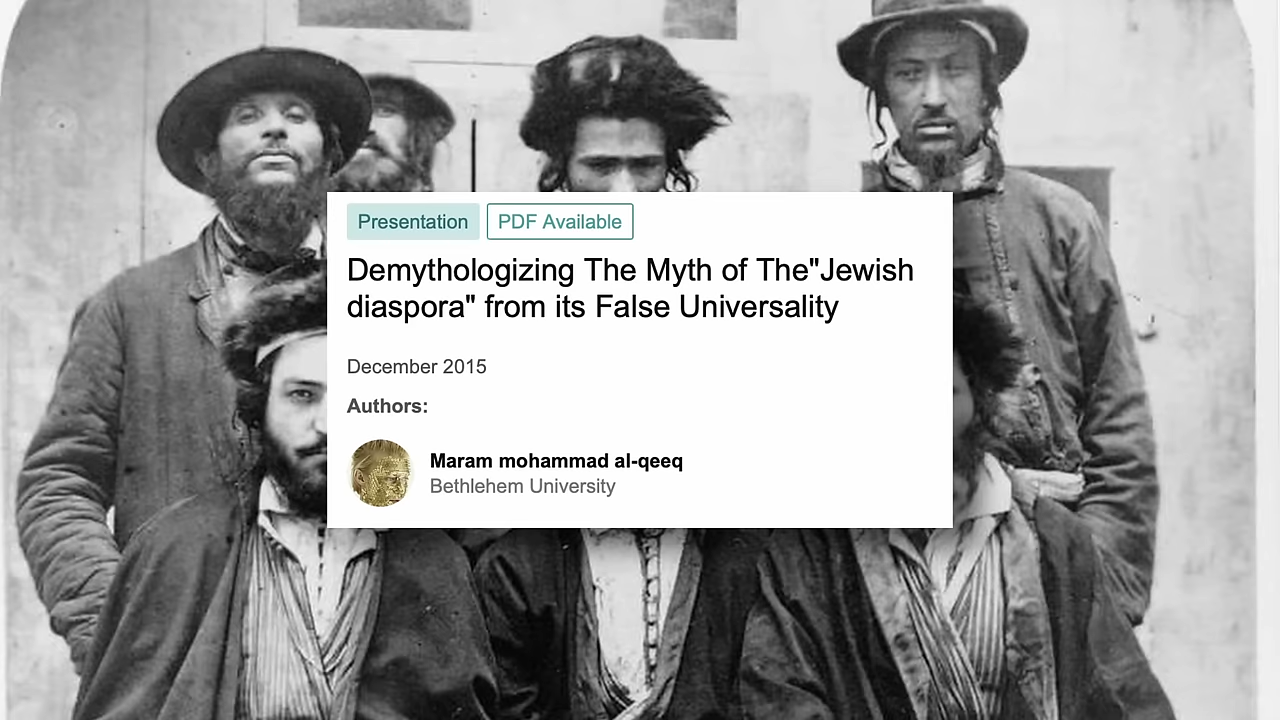 Presentation
PDF Available
Demythologizing The Myth of The"Jewish
diaspora" from its False Universality
December 2015
Authors:
Maram mohammad al-qeeq
Bethlehem University